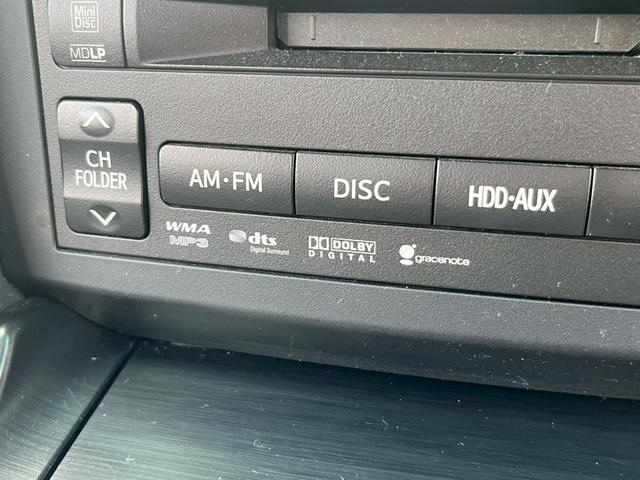 Mini
Disc
MDLP
CH
FOLDER
AM·FM
DISC
HDD·AUX
WMA
MP3
dts
Digital Surround
DOLBY
DIGITAL
gracenote